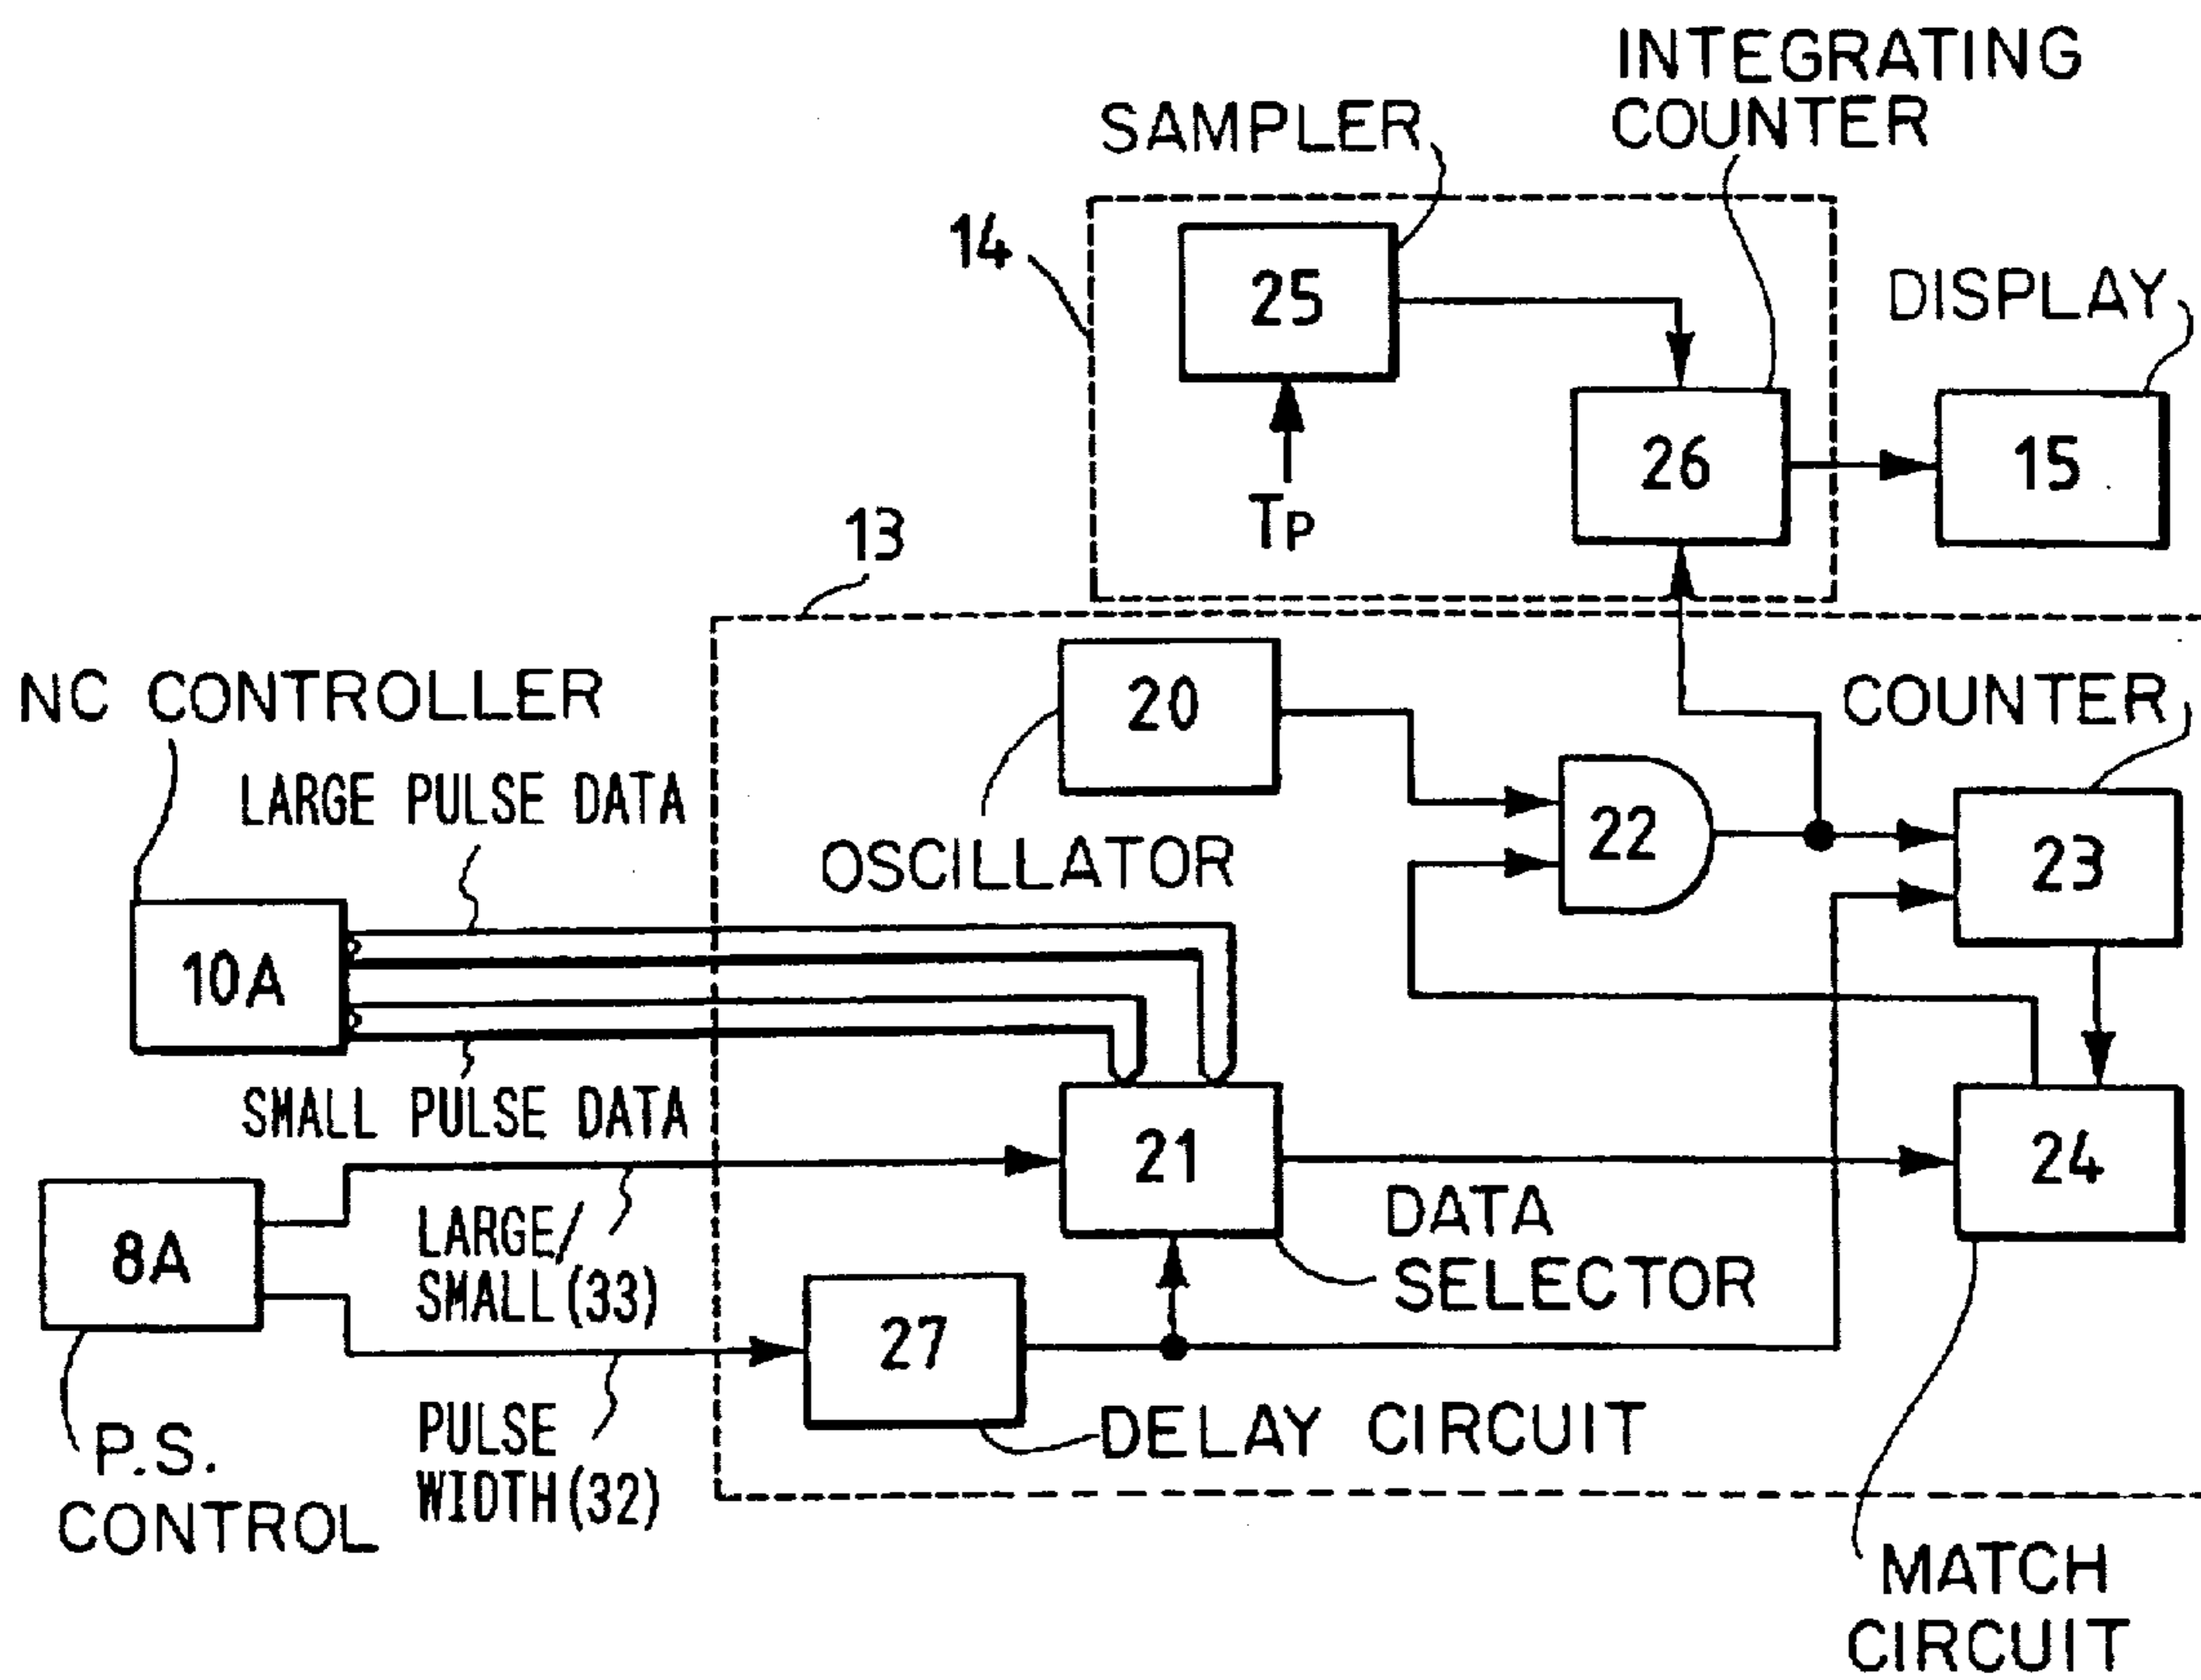 INTEGRATING
COUNTER
SAMPLER
14
25
DISPLAY
26
15
TP
13
NC CONTROLLER
20
COUNTER
LARGE PULSE DATA
OSCILLATOR
22
23
10A
SMALL PULSE DATA
21
24
8A
LARGE/
SMALL (33)
DATA
SELECTOR
27
PULSE
WIDTH (32)
DELAY CIRCUIT
P.S.
CONTROL
MATCH
CIRCUIT